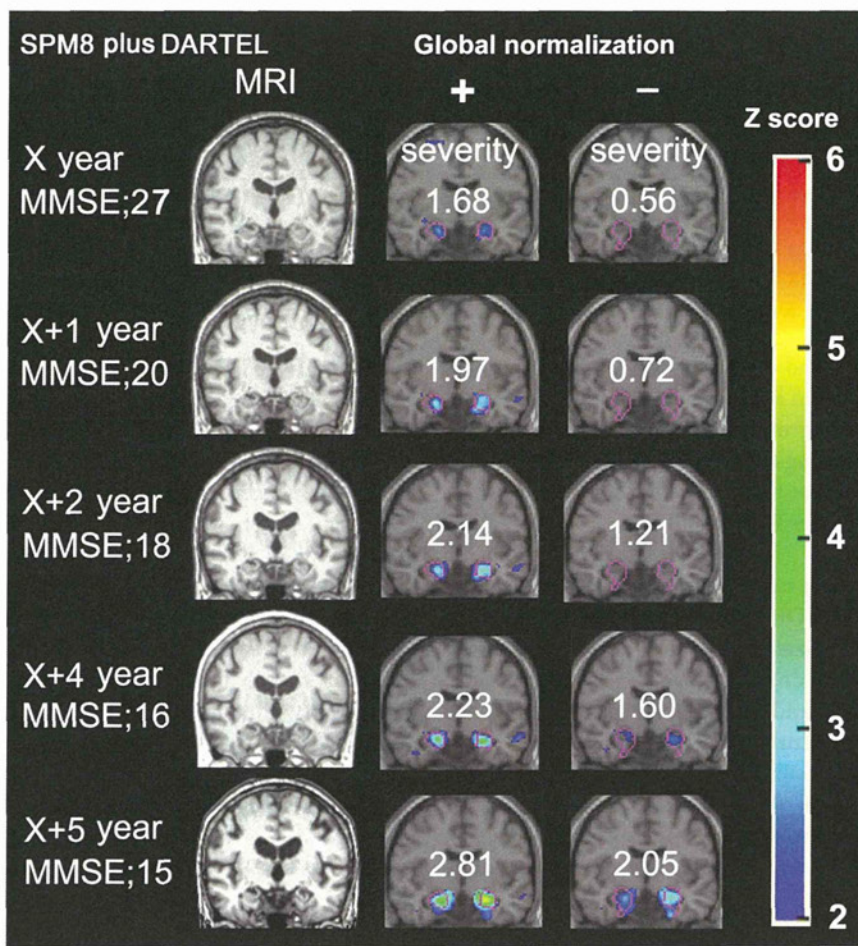 SPM8 plus DARTEL
Global normalization
MRI
+
−
Z score
X year
MMSE;27
severity
1.68
severity
0.56
X+1 year
MMSE;20
1.97
0.72
X+2 year
MMSE;18
2.14
1.21
X+4 year
MMSE;16
2.23
1.60
X+5 year
MMSE;15
2.81
2.05
6
5
4
3
2